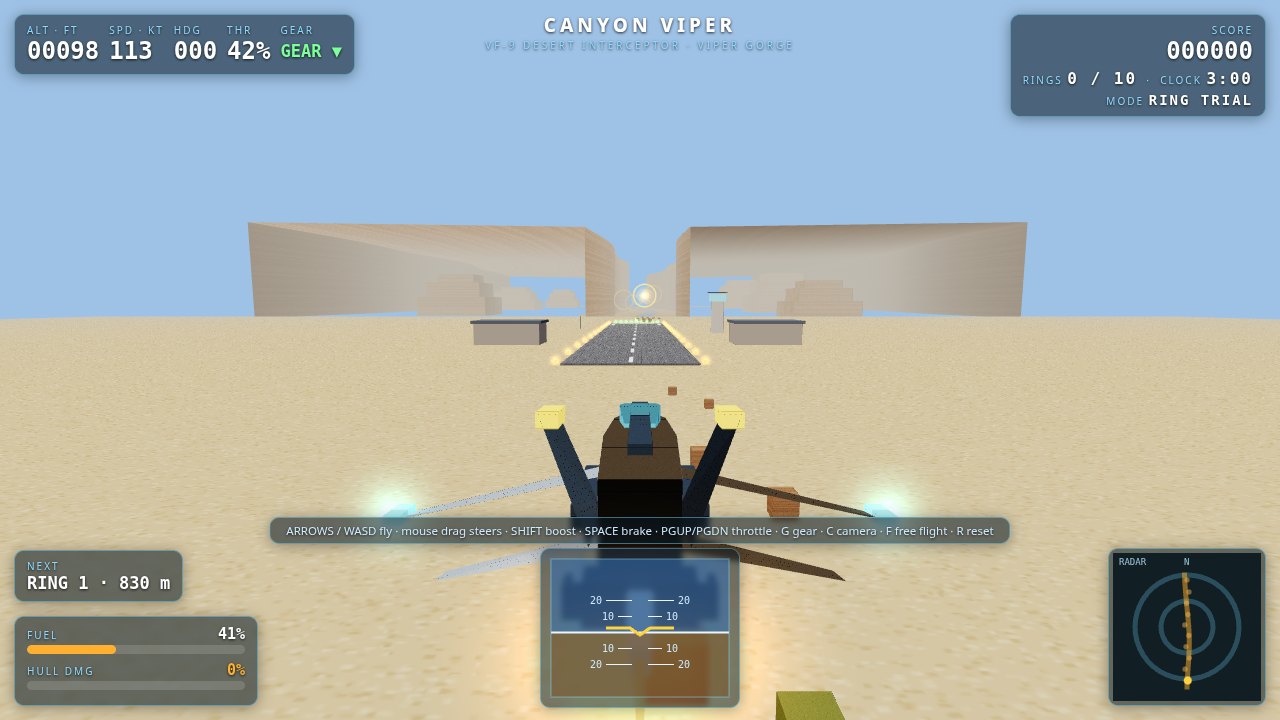 CANYON VIPER
VF-9 DESERT INTERCEPTOR · VIPER GORGE
ALT · FT SPD · KT HDG THR GEAR
00098 113 000 42% GEAR ▼
SCORE
000000
RINGS 0 / 10 · CLOCK 3:00
MODE RING TRIAL
ARROWS / WASD fly · mouse drag steers · SHIFT boost · SPACE brake · PGUP/PGDN throttle · G gear · C camera · F free flight · R reset
NEXT
RING 1 · 830 m
FUEL 41%
HULL DMG 0%
20 20
10 10
10 10
20 20
RADAR N